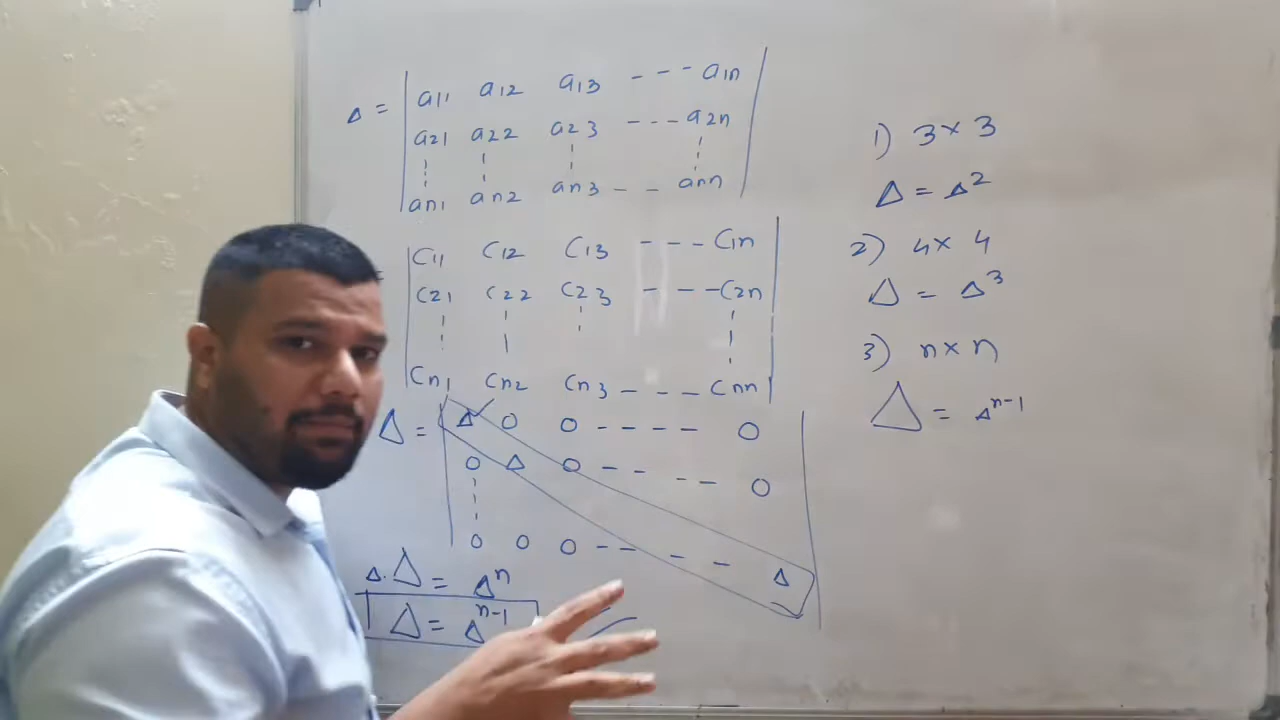 Δ = | a11 a12 a13 - - - a1n |
a21 a22 a23 - - - a2n
an1 an2 an3 - - ann
| C11 C12 C13 - - - C1n |
C21 C22 C23 - - - C2n
Cn1 Cn2 Cn3 - - - Cnn
Δ = | Δ ✓ 0 0 - - - - 0 |
0 Δ 0 - - - - 0
0 0 0 - - - - Δ
Δ.Δ = Δ^n
Δ = Δ^n-1
1) 3×3
Δ = Δ^2
2) 4×4
Δ = Δ^3
3) n×n
Δ = Δ^n-1